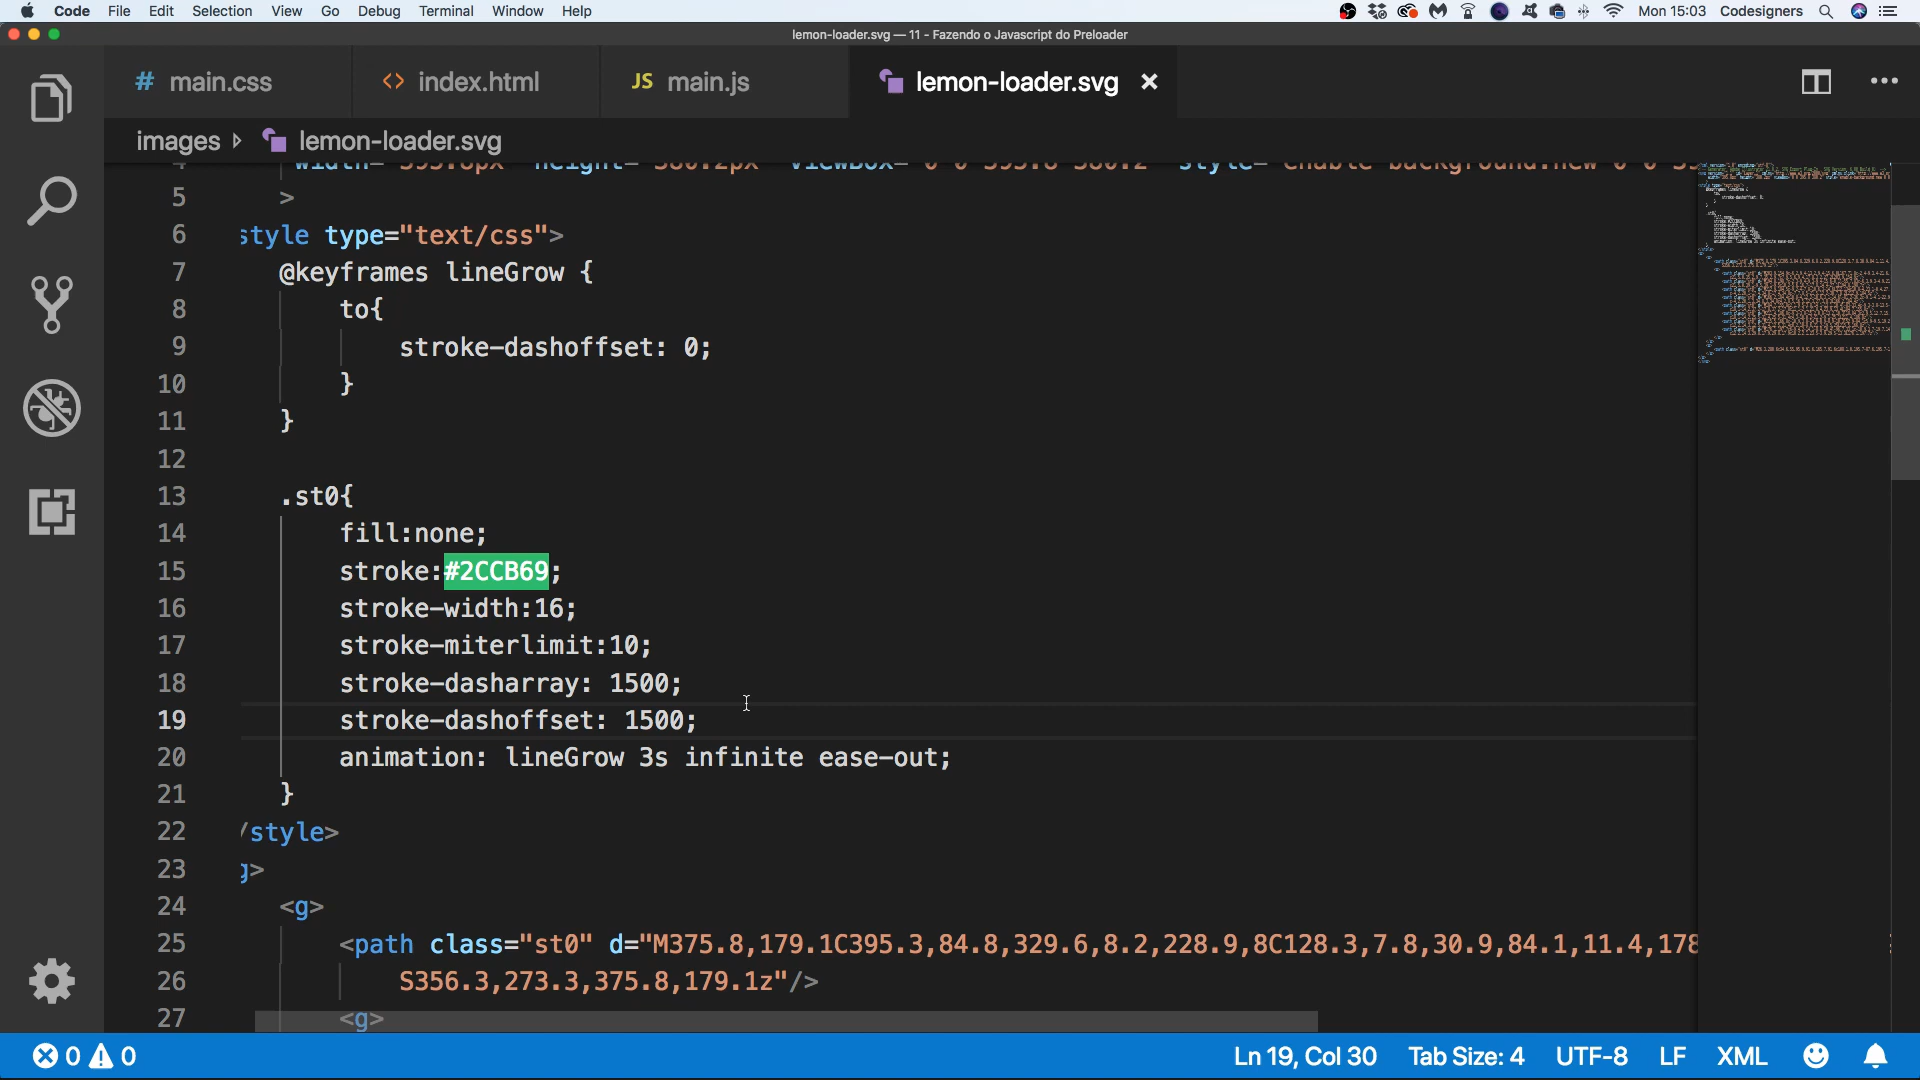 Code File Edit Selection View Go Debug Terminal Window Help Mon 15:03 Codesigners
lemon-loader.svg — 11 - Fazendo o Javascript do Preloader
# main.css <> index.html JS main.js lemon-loader.svg ×
images lemon-loader.svg
5 >
6 style type="text/css">
7 @keyframes lineGrow {
8 to{
9 stroke-dashoffset: 0;
10 }
11 }
12
13 .st0{
14 fill:none;
15 stroke:#2CCB69;
16 stroke-width:16;
17 stroke-miterlimit:10;
18 stroke-dasharray: 1500;
19 stroke-dashoffset: 1500;
20 animation: lineGrow 3s infinite ease-out;
21 }
22 /style>
23 g>
24 <g>
25 <path class="st0" d="M375.8,179.1C395.3,84.8,329.6,8.2,228.9,8C128.3,7.8,30.9,84.1,11.4,178
26 S356.3,273.3,375.8,179.1z"/>
27 <g>
0 0 Ln 19, Col 30 Tab Size: 4 UTF-8 LF XML